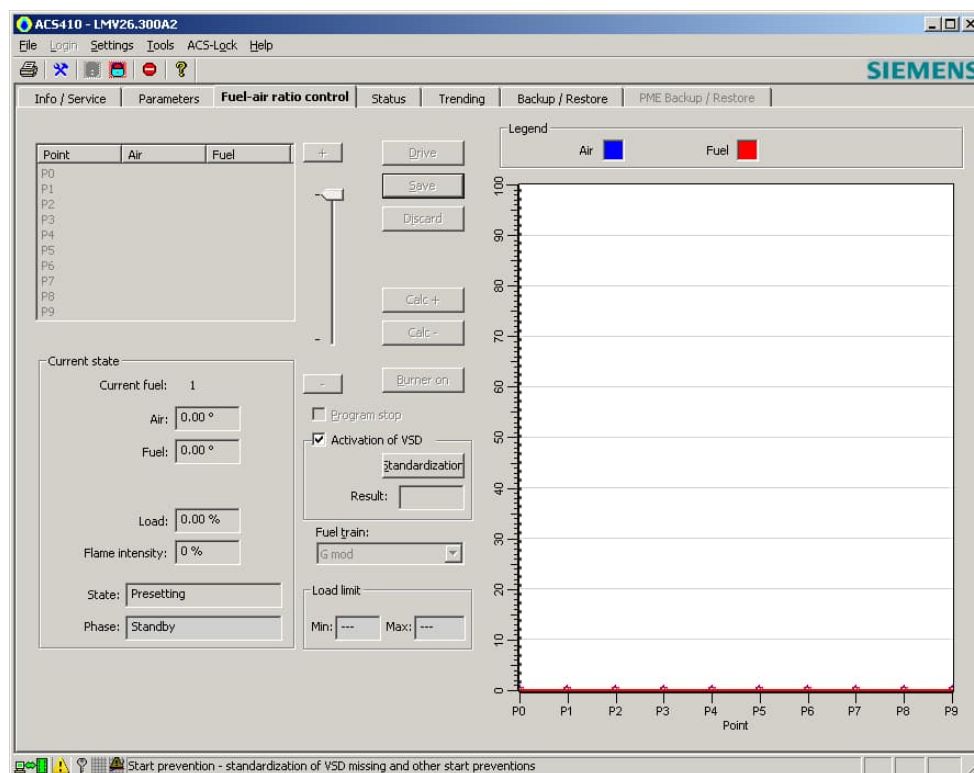 ACS410 - LMV26.300A2
File Login Settings Tools ACS-Lock Help
SIEMENS
Info / Service Parameters Fuel-air ratio control Status Trending Backup / Restore PME Backup / Restore
Point Air Fuel
P0
P1
P2
P3
P4
P5
P6
P7
P8
P9
+
-
-
-
Drive
Save
Discard
Calc +
Calc -
Burner on
Current state
Current fuel: 1
Air: 0.00 °
Fuel: 0.00 °
Load: 0.00 %
Flame intensity: 0 %
State: Presetting
Phase: Standby
Program stop
Activation of VSD
Standardization
Result:
Fuel train:
G mod
Load limit
Min: --- Max: ---
Legend
Air Fuel
100
90
80
70
60
50
40
30
20
10
0
P0 P1 P2 P3 P4 P5 P6 P7 P8 P9
Point
Start prevention - standardization of VSD missing and other start preventions